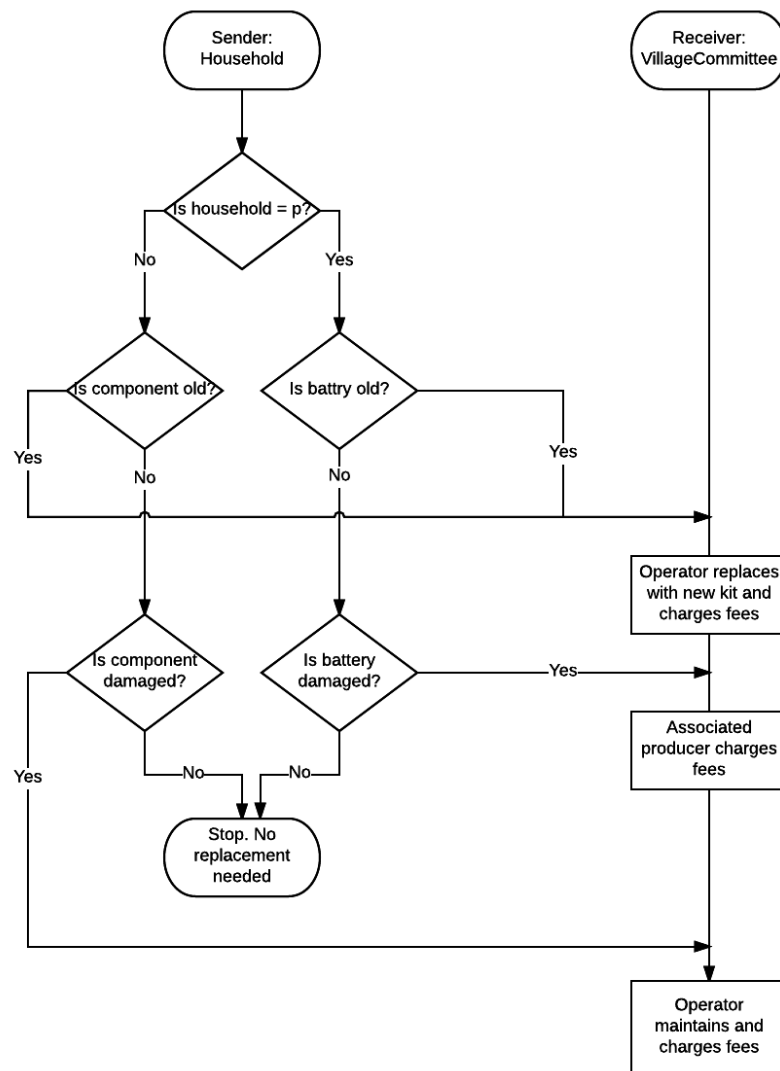 Sender:
Household
Receiver:
VillageCommittee
Is household = p?
No
Yes
Is component old?
Is battry old?
Yes
No
No
Yes
Operator replaces
with new kit and
charges fees
Is component
damaged?
Is battery
damaged?
Yes
Associated
producer charges
fees
Yes
No
No
Stop. No
replacement
needed
Operator
maintains and
charges fees